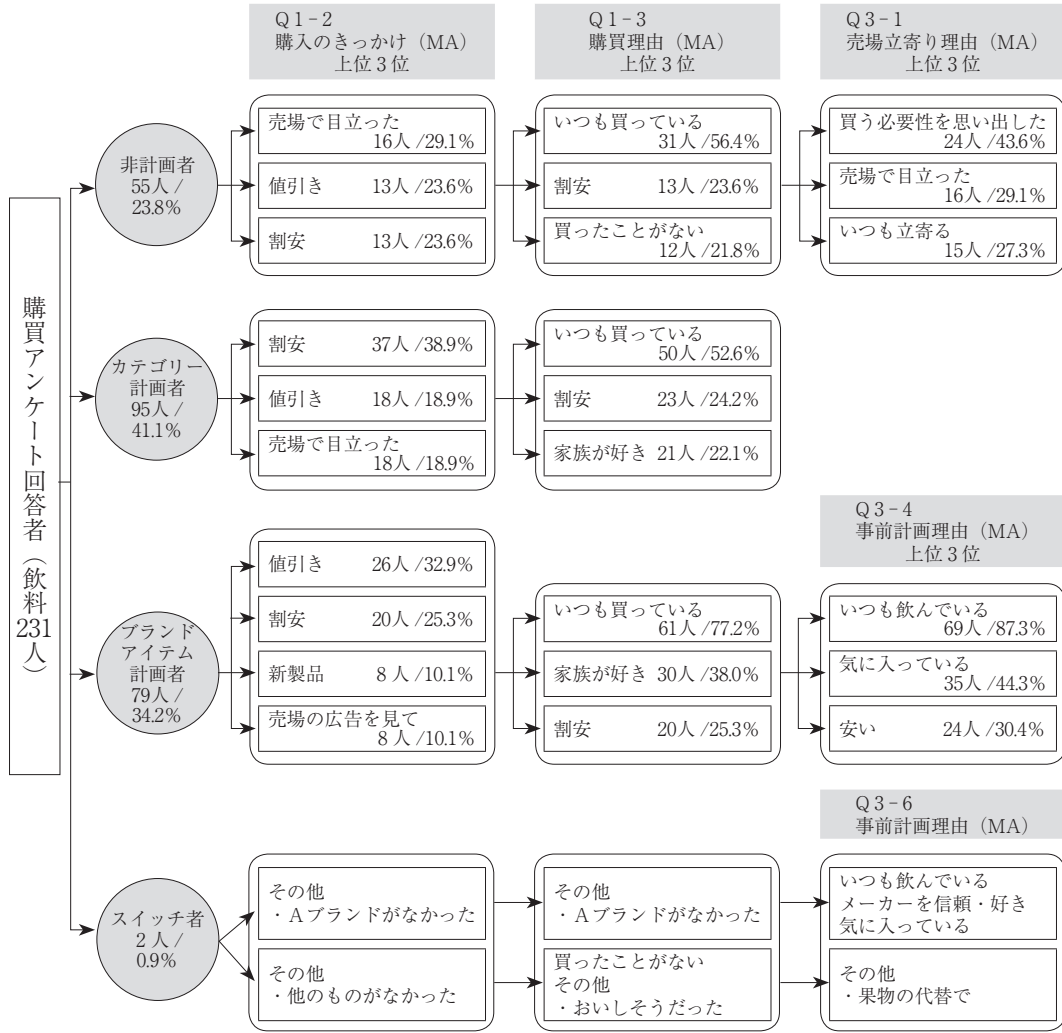 Q1-2
購入のきっかけ（MA）
上位3位
Q1-3
購買理由（MA）
上位3位
Q3-1
売場立寄り理由（MA）
上位3位
購買アンケート回答者（飲料231人）
非計画者
55人/
23.8%
売場で目立った
16人/29.1%
値引き 13人/23.6%
割安 13人/23.6%
いつも買っている
31人/56.4%
割安 13人/23.6%
買ったことがない
12人/21.8%
買う必要性を思い出した
24人/43.6%
売場で目立った
16人/29.1%
いつも立寄る
15人/27.3%
カテゴリー
計画者
95人/
41.1%
割安 37人/38.9%
値引き 18人/18.9%
売場で目立った
18人/18.9%
いつも買っている
50人/52.6%
割安 23人/24.2%
家族が好き 21人/22.1%
Q3-4
事前計画理由（MA）
上位3位
ブランド
アイテム
計画者
79人/
34.2%
値引き 26人/32.9%
割安 20人/25.3%
新製品 8人/10.1%
売場の広告を見て
8人/10.1%
いつも買っている
61人/77.2%
家族が好き 30人/38.0%
割安 20人/25.3%
いつも飲んでいる
69人/87.3%
気に入っている
35人/44.3%
安い 24人/30.4%
Q3-6
事前計画理由（MA）
スイッチ者
2人/
0.9%
その他
・Aブランドがなかった
その他
・他のものがなかった
その他
・Aブランドがなかった
買ったことがない
その他
・おいしそうだった
いつも飲んでいる
メーカーを信頼・好き
気に入っている
その他
・果物の代替で